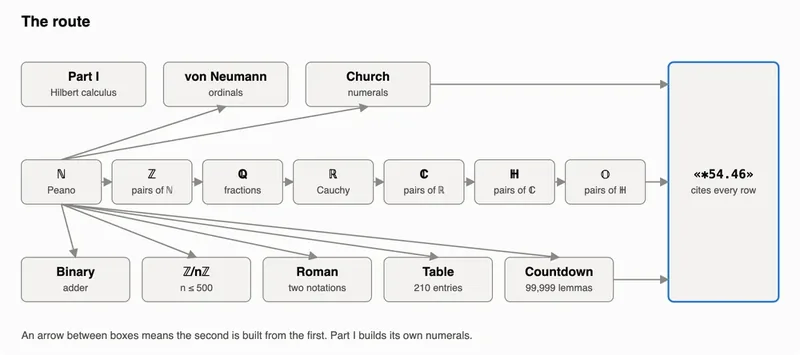 The route
Part I
Hilbert calculus
von Neumann
ordinals
Church
numerals
ℕ
Peano
ℤ
pairs of ℕ
ℚ
fractions
ℝ
Cauchy
ℂ
pairs of ℝ
ℍ
pairs of ℂ
𝕆
pairs of ℍ
«∗54.46»
cites every row
Binary
adder
ℤ/nℤ
n ≤ 500
Roman
two notations
Table
210 entries
Countdown
99,999 lemmas
An arrow between boxes means the second is built from the first. Part I builds its own numerals.